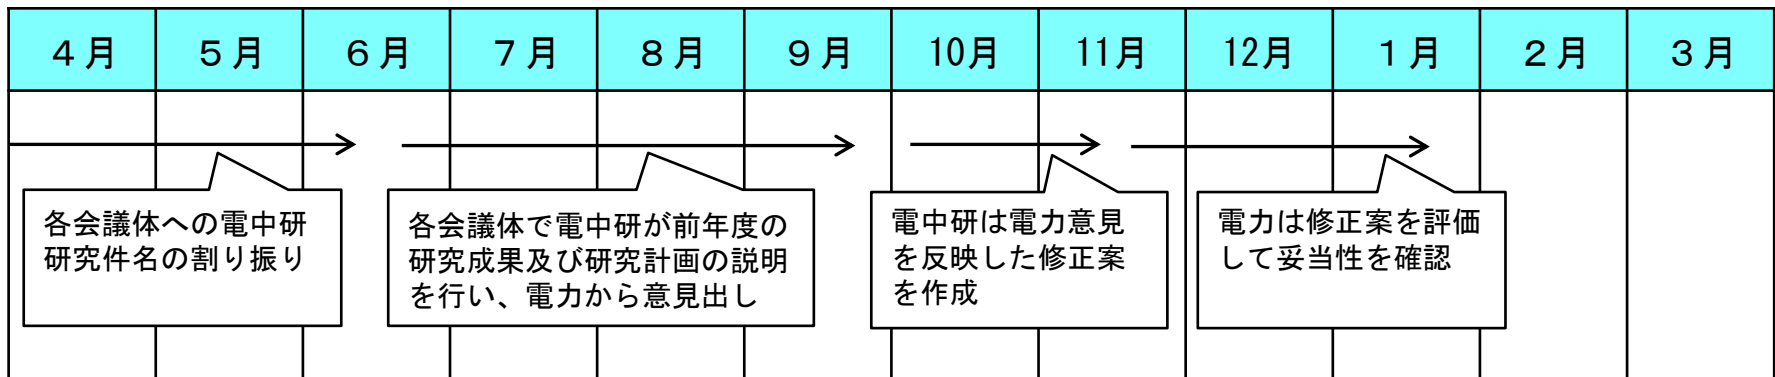 ４月 ５月 ６月 ７月 ８月 ９月 10月 11月 12月 １月 ２月 ３月
各会議体への電中研
研究件名の割り振り
各会議体で電中研が前年度の
研究成果及び研究計画の説明
を行い、電力から意見出し
電中研は電力意見
を反映した修正案
を作成
電力は修正案を評価
して妥当性を確認